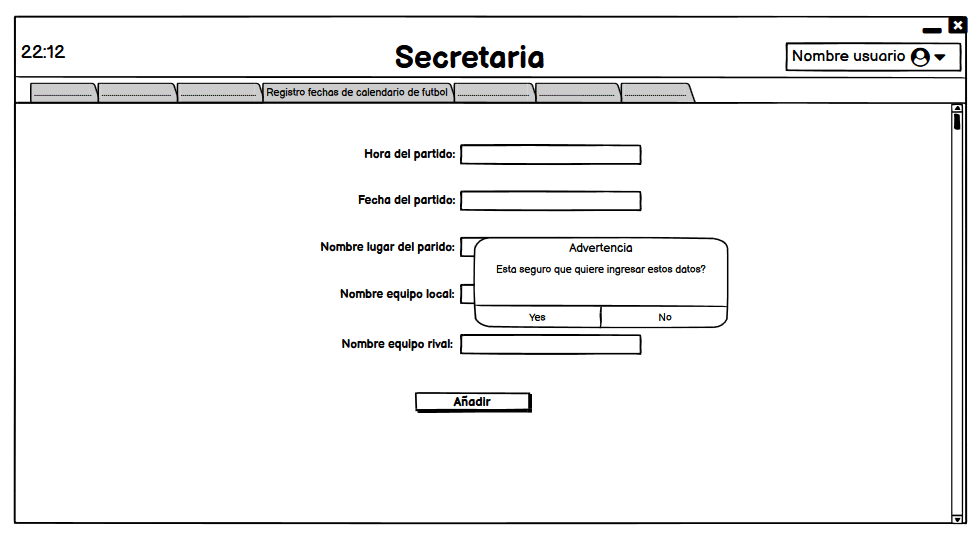 22:12
Secretaria
Nombre usuario
Registro fechas de calendario de futbol
Hora del partido:
Fecha del partido:
Nombre lugar del parido:
Advertencia
Esta seguro que quiere ingresar estos datos?
Nombre equipo local:
Yes
No
Nombre equipo rival:
Añadir